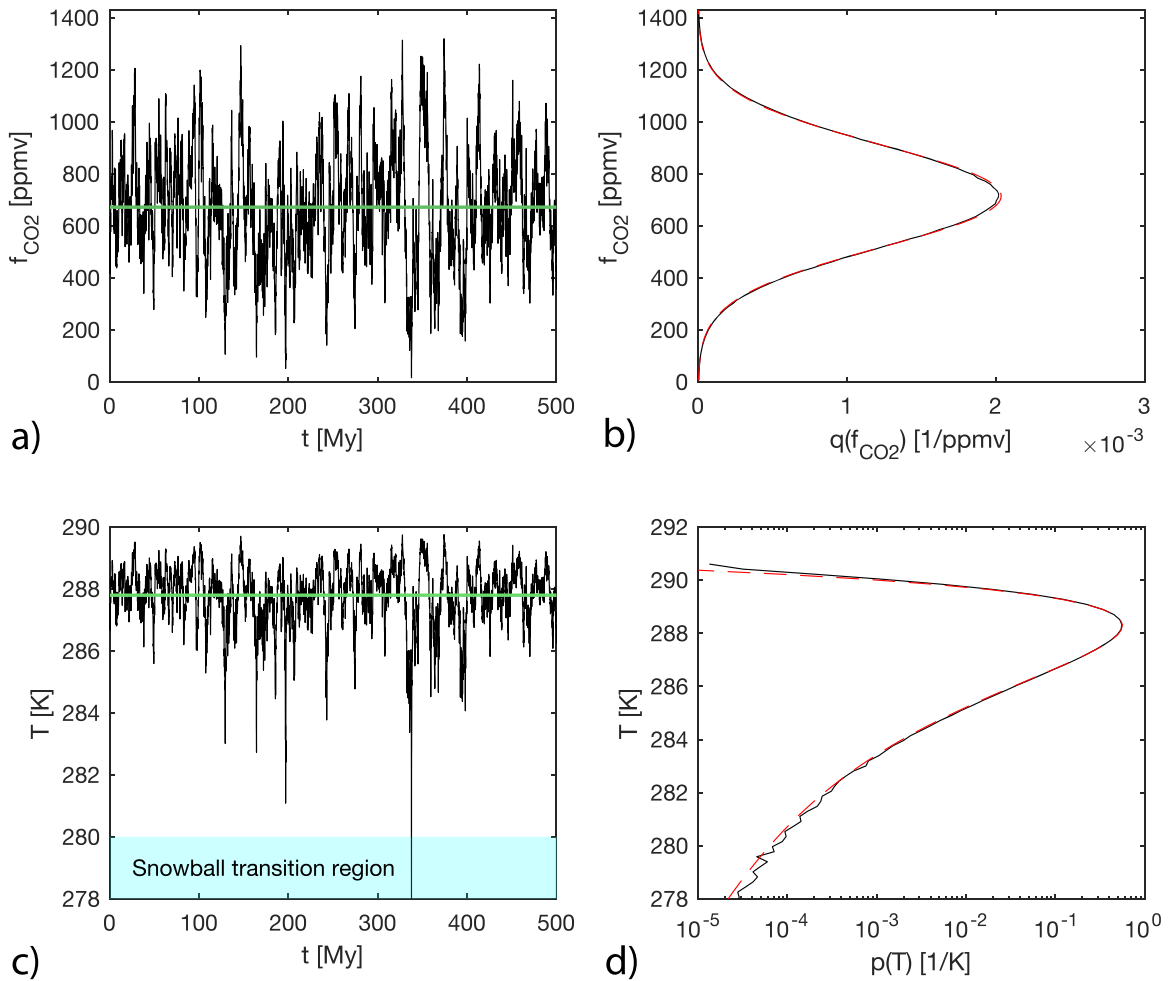 1400
1200
1000
800
600
400
200
0
f_CO2 [ppmv]
0 100 200 300 400 500
t [My]
a)
1400
1200
1000
800
600
400
200
0
f_CO2 [ppmv]
0 1 2 3
q(f_CO2) [1/ppmv]
×10^-3
b)
290
288
286
284
282
280
278
T [K]
Snowball transition region
0 100 200 300 400 500
t [My]
c)
292
290
288
286
284
282
280
278
T [K]
10^-5 10^-4 10^-3 10^-2 10^-1 10^0
p(T) [1/K]
d)